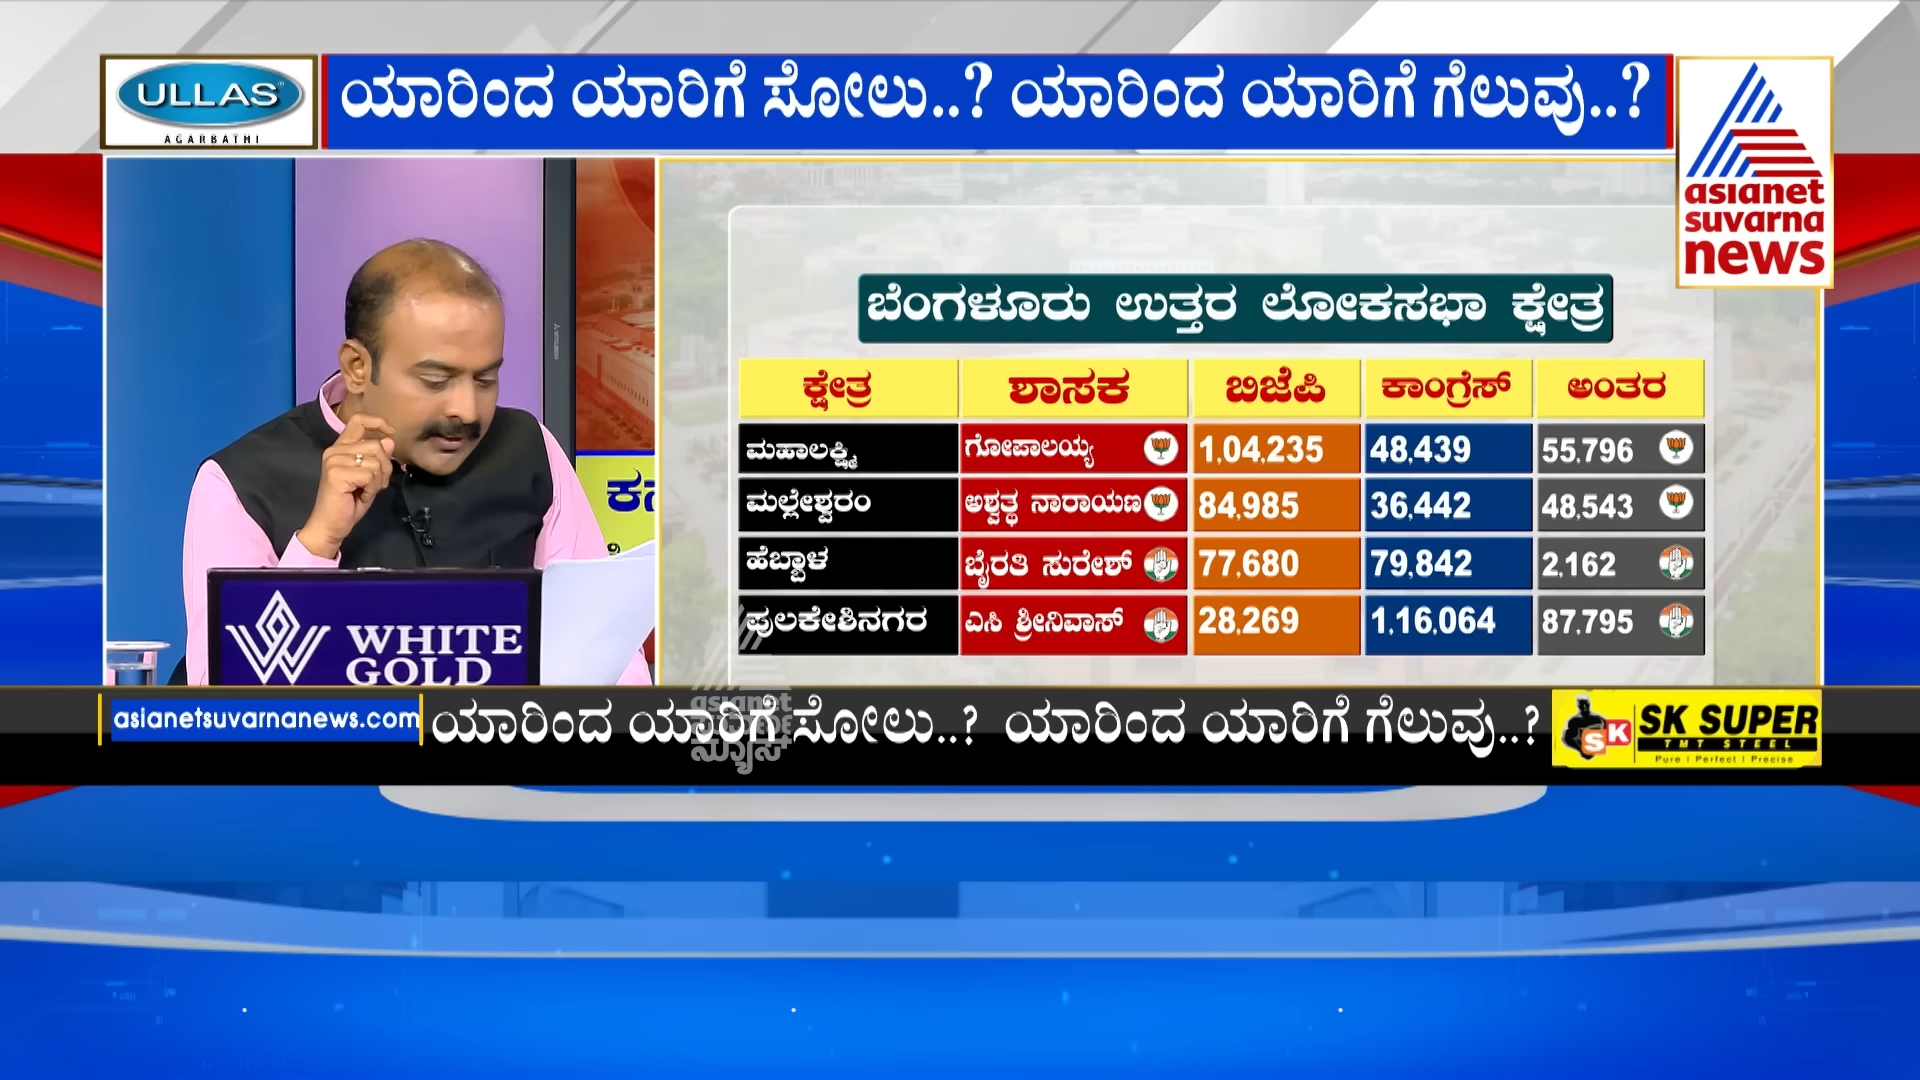 ULLAS
AGARBATHI
ಯಾರಿಂದ ಯಾರಿಗೆ ಸೋಲು..? ಯಾರಿಂದ ಯಾರಿಗೆ ಗೆಲುವು..?
asianet
suvarna
news
ಬೆಂಗಳೂರು ಉತ್ತರ ಲೋಕಸಭಾ ಕ್ಷೇತ್ರ
ಕ್ಷೇತ್ರ ಶಾಸಕ ಬಿಜೆಪಿ ಕಾಂಗ್ರೆಸ್ ಅಂತರ
ಮಹಾಲಕ್ಷ್ಮಿ ಗೋಪಾಲಯ್ಯ 1,04,235 48,439 55,796
ಮಲ್ಲೇಶ್ವರಂ ಅಶ್ವತ್ಥ ನಾರಾಯಣ 84,985 36,442 48,543
ಹೆಬ್ಬಾಳ ಬೈರತಿ ಸುರೇಶ್ 77,680 79,842 2,162
ಪುಲಕೇಶಿನಗರ ಎಸಿ ಶ್ರೀನಿವಾಸ್ 28,269 1,16,064 87,795
WHITE
GOLD
asianetsuvarnanews.com ಯಾರಿಂದ ಯಾರಿಗೆ ಸೋಲು..? ಯಾರಿಂದ ಯಾರಿಗೆ ಗೆಲುವು..?
SK
SK SUPER
TMT STEEL
Pure | Perfect | Precise